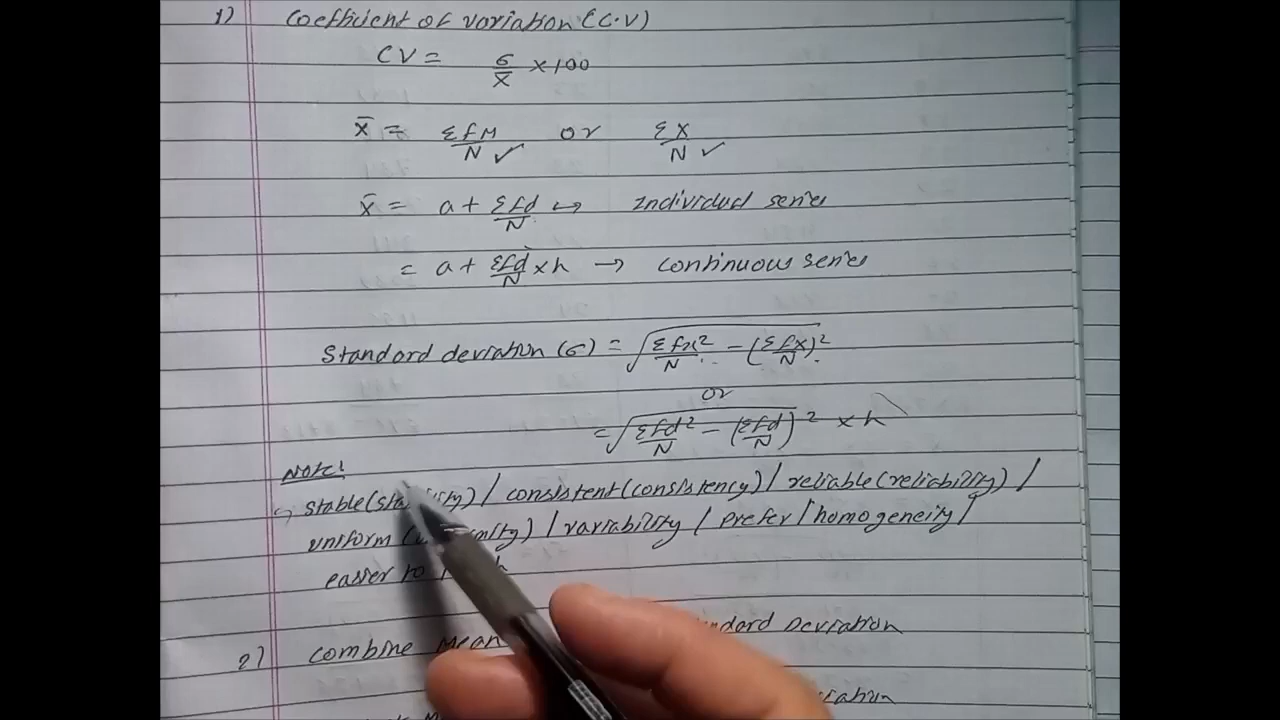 1) Coefficient of variation (C.V)
CV = σ/x̄ × 100
x̄ = Σfm/N ✓ or Σx/N ✓
x̄ = a + Σfd/N ↦ Individual series
= a + Σfd'/N × h → continuous series
Standard deviation (σ) = √(Σfx²/N - (Σfx/N)²)
or
= √(Σfd²/N - (Σfd/N)²) × h
Note!
↪ stable( / consistent(consistency) / reliable(reliability) /
uniform ( / variability / prefer / homogeneity /
easier to
2) combine Mean Deviation